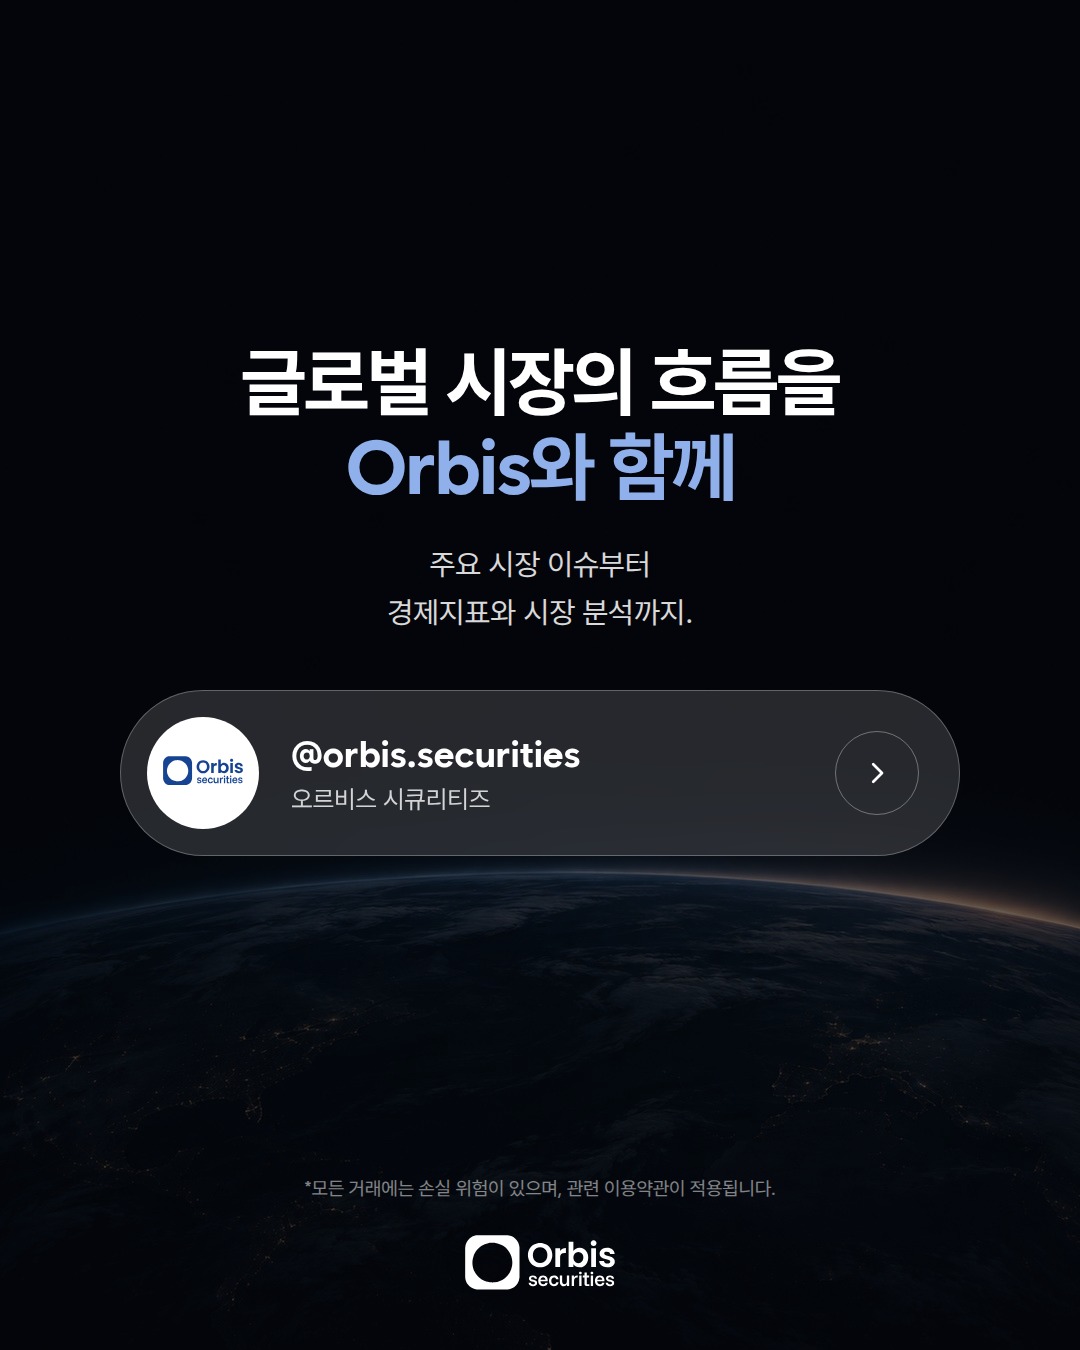 글로벌 시장의 흐름을
Orbis와 함께
주요 시장 이슈부터
경제지표와 시장 분석까지.
Orbis
securities
@orbis.securities
오르비스 시큐리티즈
*모든 거래에는 손실 위험이 있으며, 관련 이용약관이 적용됩니다.
Orbis
securities